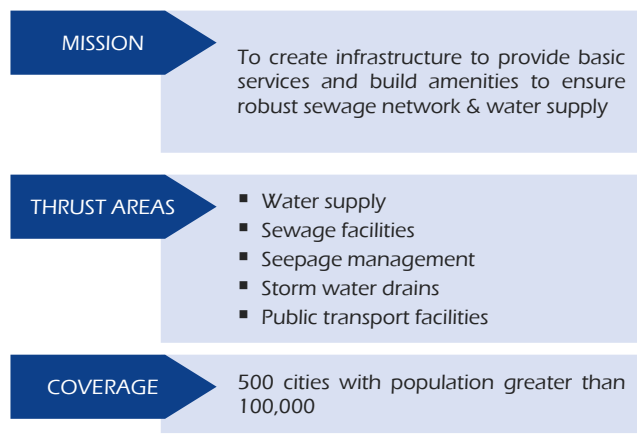 MISSION
To create infrastructure to provide basic
services and build amenities to ensure
robust sewage network & water supply
THRUST AREAS
▪ Water supply
▪ Sewage facilities
▪ Seepage management
▪ Storm water drains
▪ Public transport facilities
COVERAGE
500 cities with population greater than
100,000